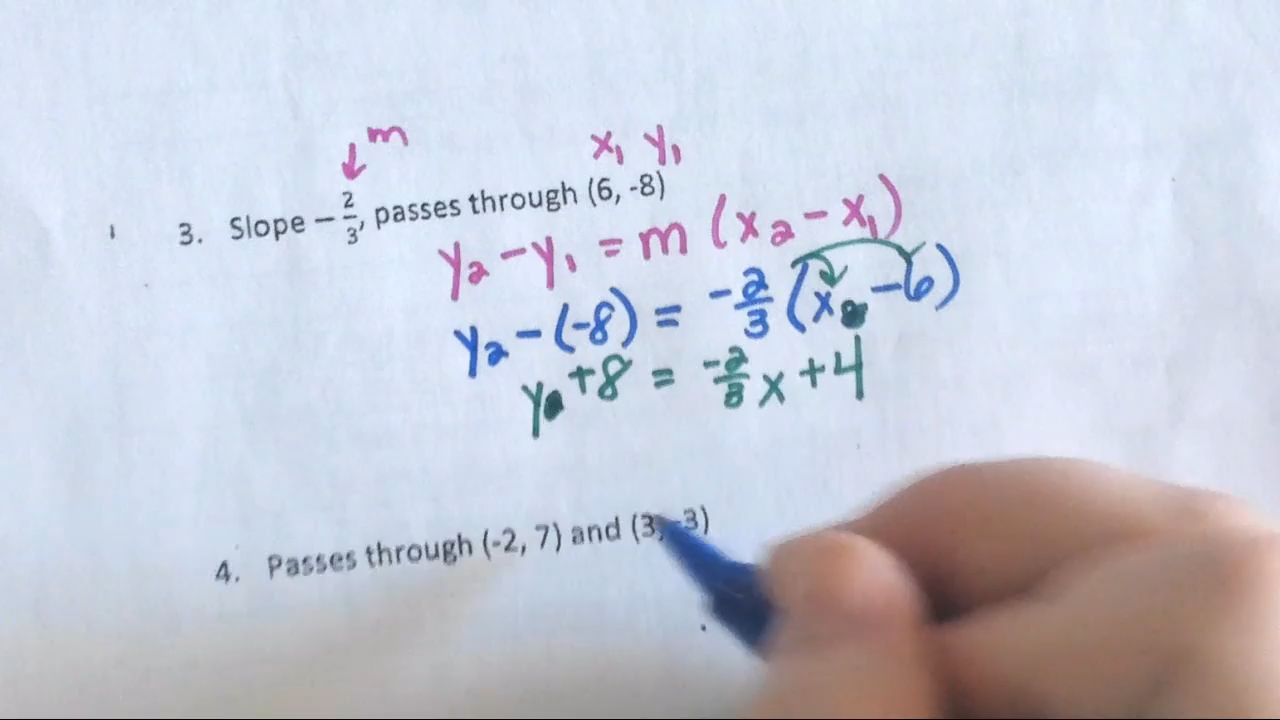 m
x₁ y₁
3. Slope −2/3, passes through (6, -8)
y₂ - y₁ = m (x₂ - x₁)
y₂ - (-8) = -2/3 (x - 6)
y + 8 = -2/3 x + 4
4. Passes through (-2, 7) and (3, -3)